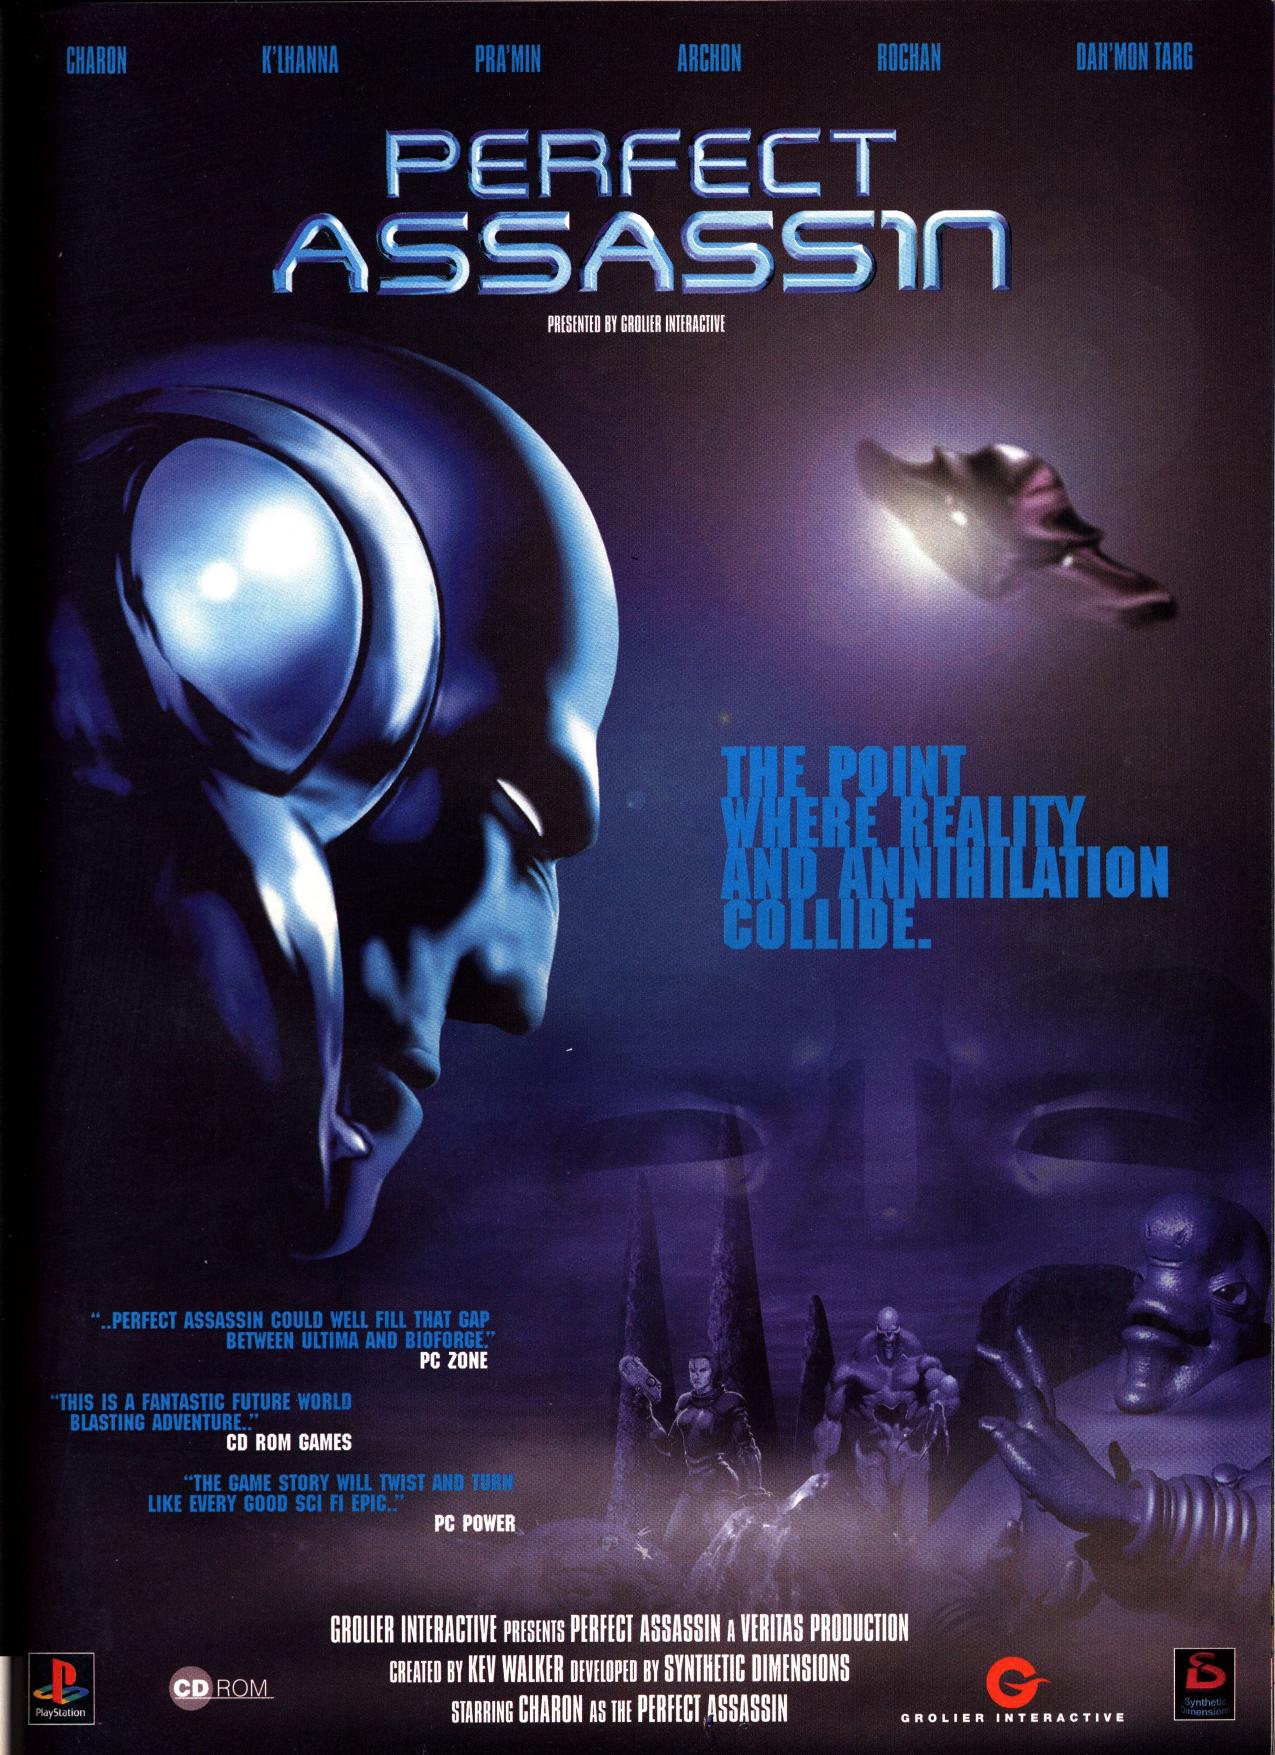 CHARON K'LHANNA PRA'MIN ARCHON ROCHAN DAH'MON TARG
PERFECT
ASSASSIN
PRESENTED BY GROLIER INTERACTIVE
THE POINT
WHERE REALITY
AND ANNIHILATION
COLLIDE.
"..PERFECT ASSASSIN COULD WELL FILL THAT GAP
BETWEEN ULTIMA AND BIOFORGE."
PC ZONE
"THIS IS A FANTASTIC FUTURE WORLD
BLASTING ADVENTURE.."
CD ROM GAMES
"THE GAME STORY WILL TWIST AND TURN
LIKE EVERY GOOD SCI FI EPIC.."
PC POWER
GROLIER INTERACTIVE PRESENTS PERFECT ASSASSIN A VERITAS PRODUCTION
CREATED BY KEV WALKER DEVELOPED BY SYNTHETIC DIMENSIONS
STARRING CHARON AS THE PERFECT ASSASSIN
PlayStation
CD ROM
GROLIER INTERACTIVE
Synthetic
Dimensions